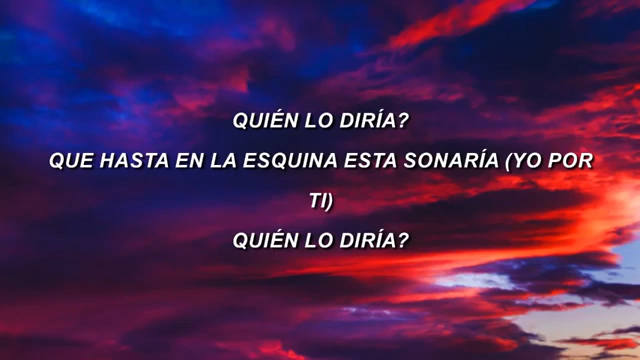 QUIÉN LO DIRÍA?
QUE HASTA EN LA ESQUINA ESTA SONARÍA (YO POR
TI)
QUIÉN LO DIRÍA?